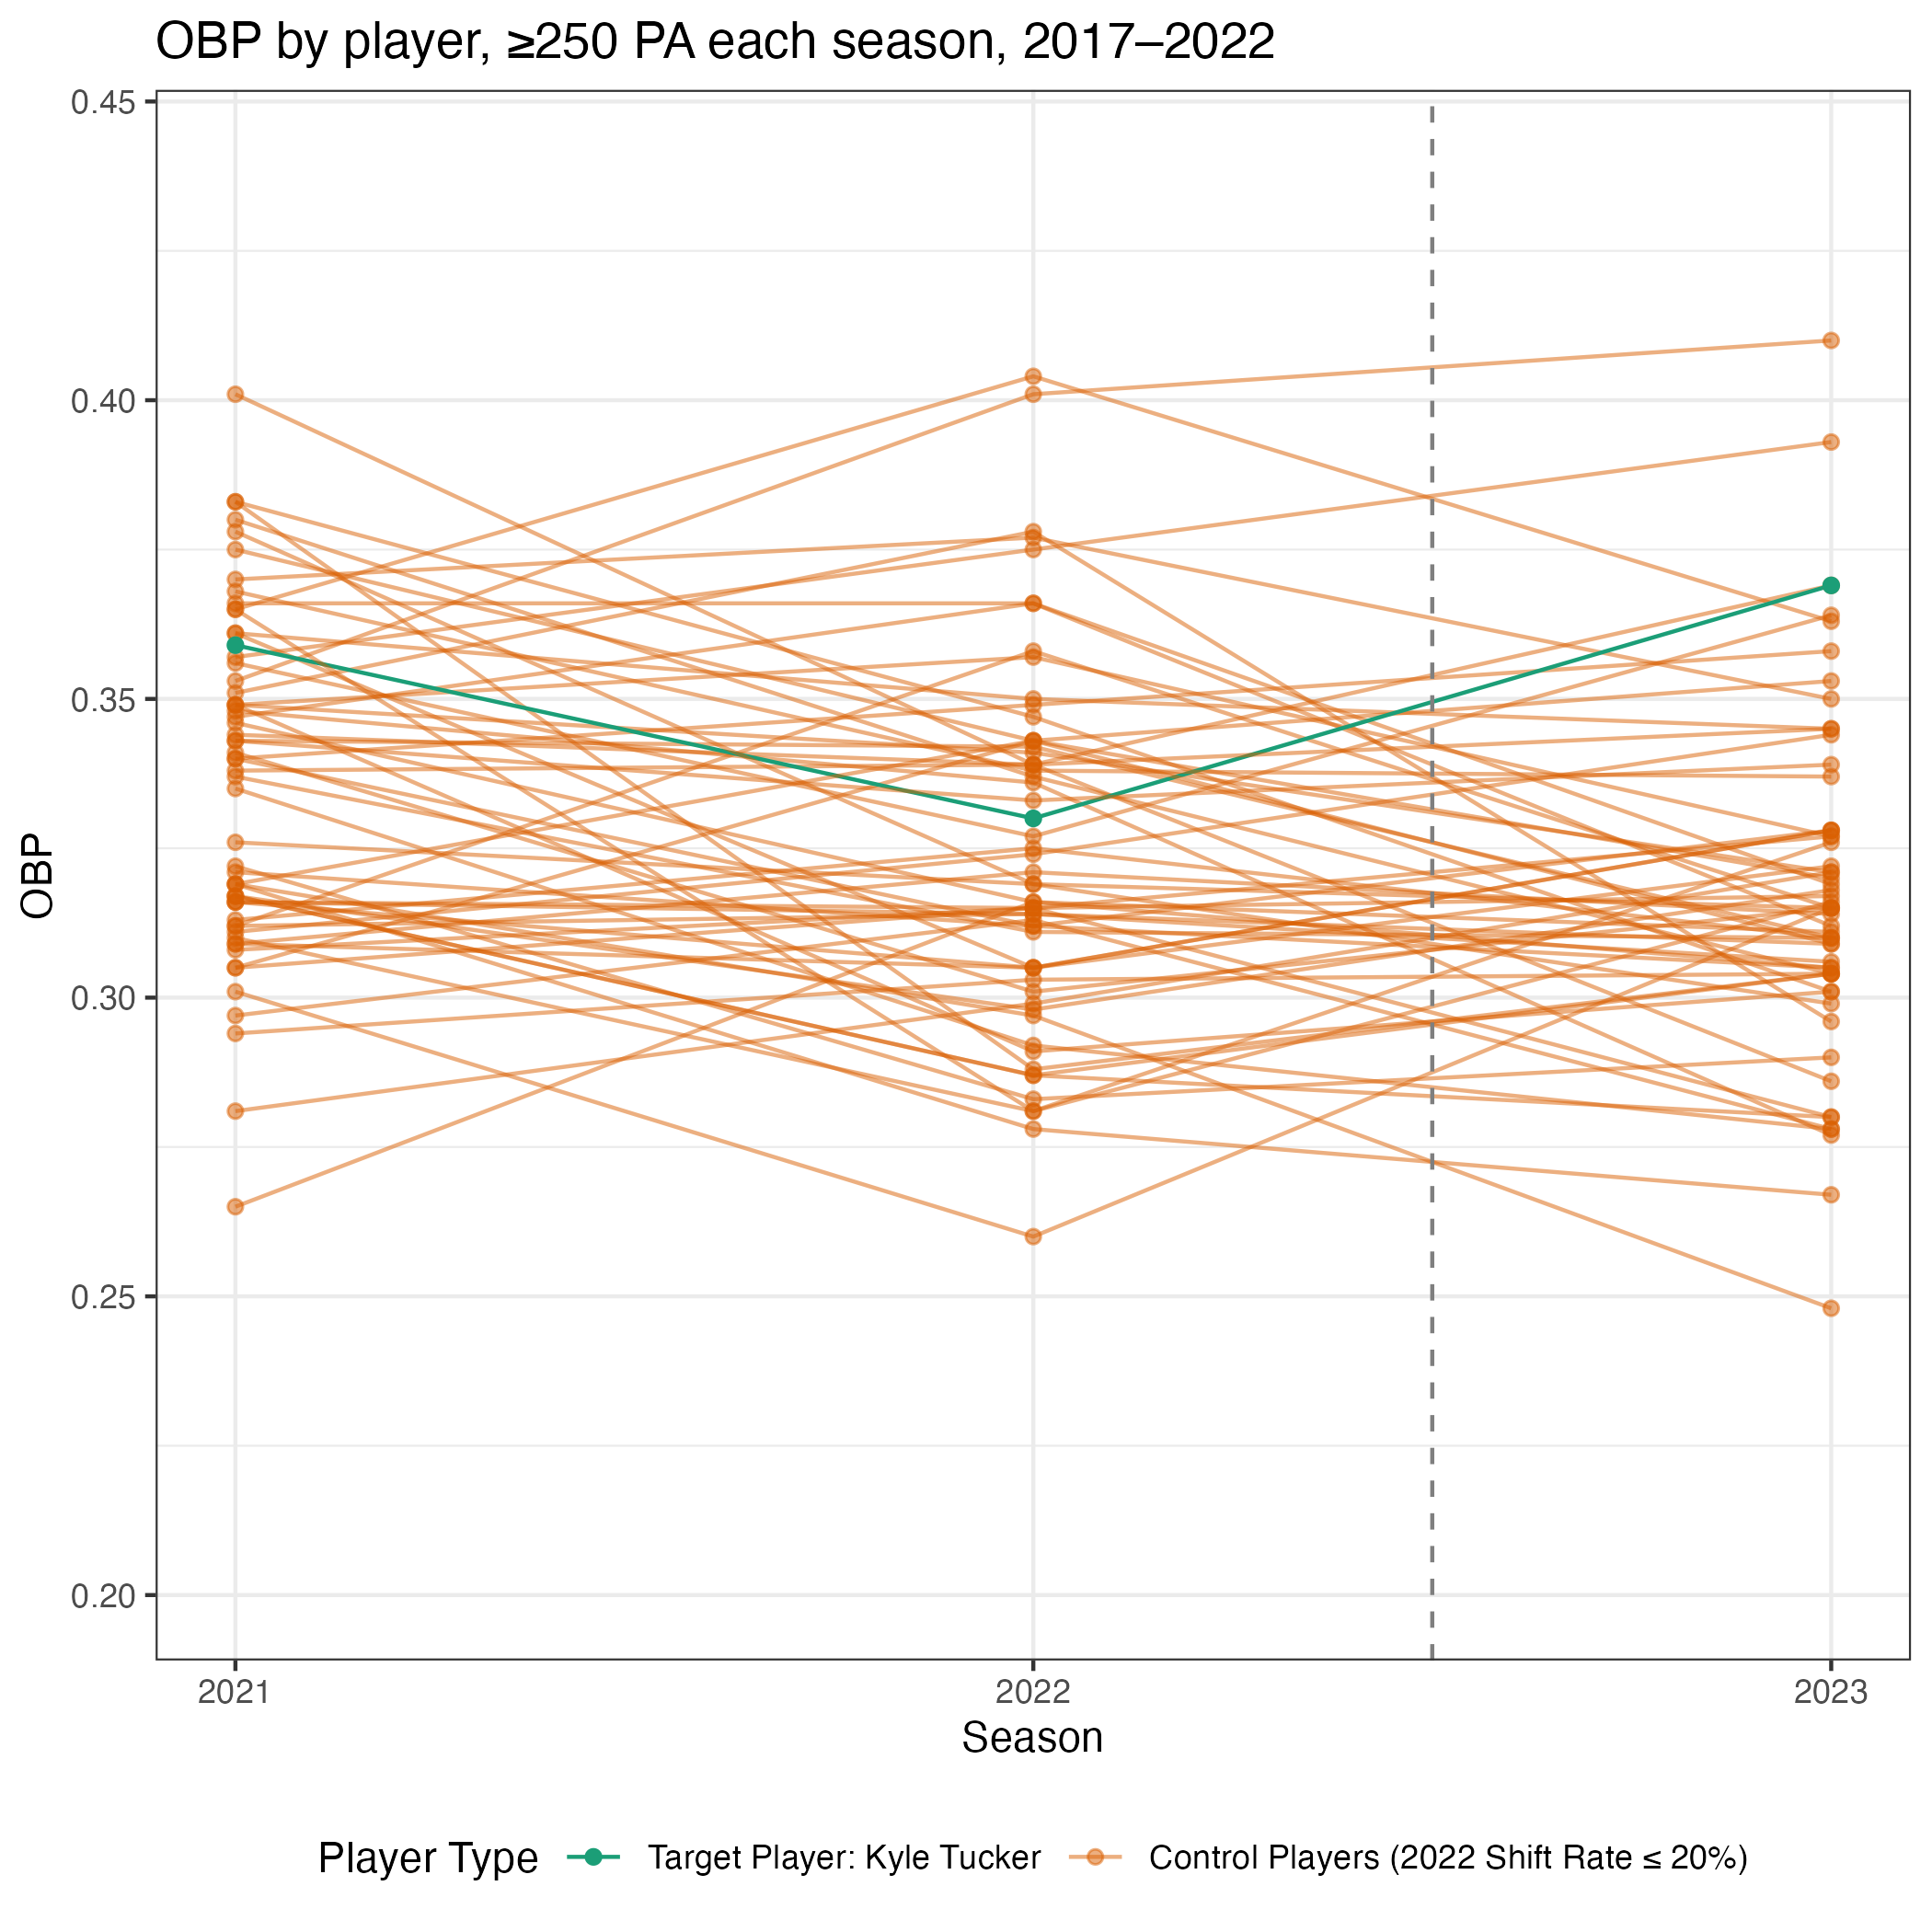 OBP by player, ≥250 PA each season, 2017–2022
0.45
0.40
0.35
0.30
0.25
0.20
OBP
2021 2022 2023
Season
Player Type Target Player: Kyle Tucker Control Players (2022 Shift Rate ≤ 20%)